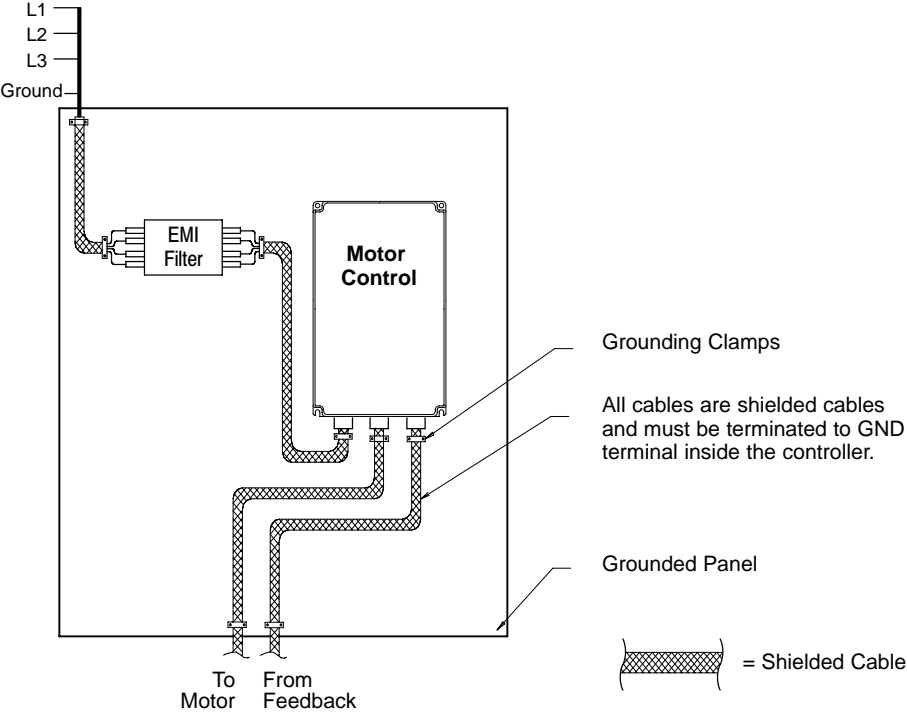 L1
L2
L3
Ground
EMI
Filter
Motor
Control
Grounding Clamps
All cables are shielded cables
and must be terminated to GND
terminal inside the controller.
Grounded Panel
= Shielded Cable
To
Motor
From
Feedback